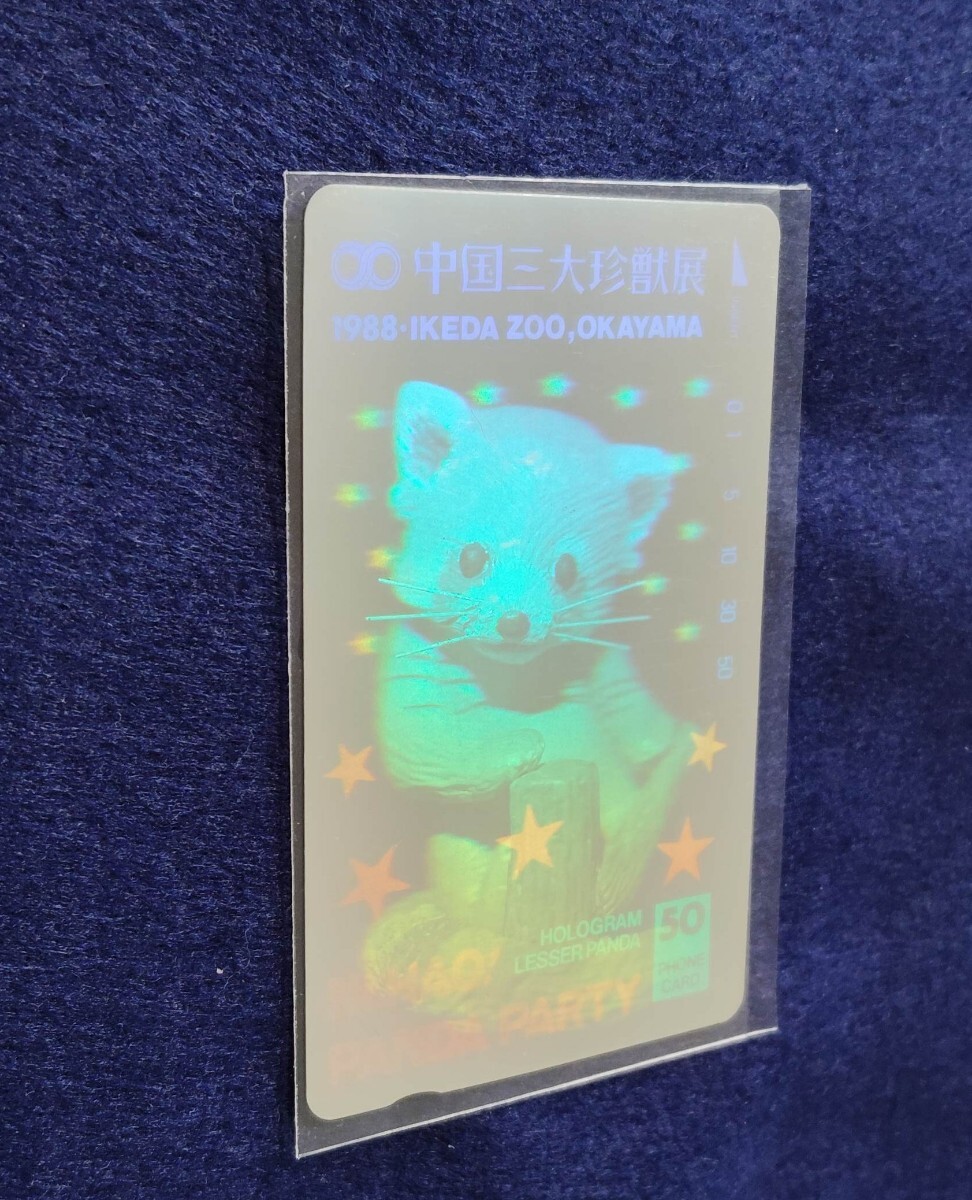 中国三大珍獣展
1988·IKEDA ZOO, OKAYAMA
0 1 5 10 30 50
HOLOGRAM
LESSER PANDA
50
PHONE
CARD
PARTY